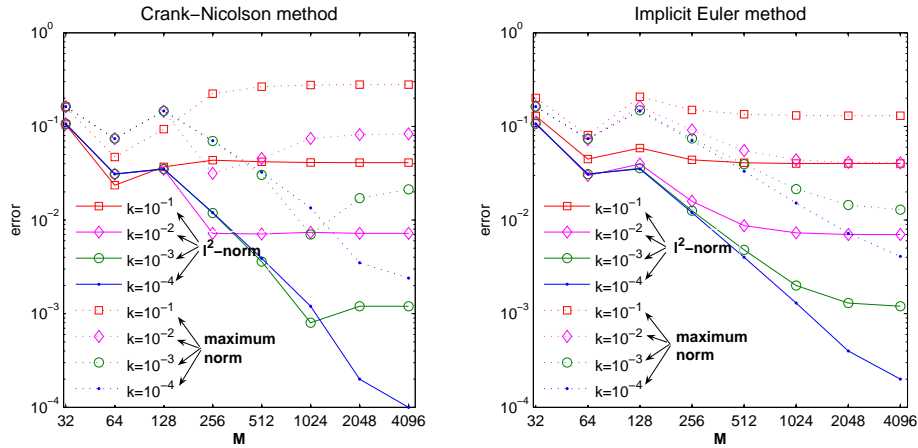 Crank−Nicolson method
10^0
10^−1
10^−2
10^−3
10^−4
error
k=10^−1
k=10^−2
k=10^−3
k=10^−4
l^2−norm
k=10^−1
k=10^−2
k=10^−3
k=10^−4
maximum
norm
32 64 128 256 512 1024 2048 4096
M
Implicit Euler method
10^0
10^−1
10^−2
10^−3
10^−4
error
k=10^−1
k=10^−2
k=10^−3
k=10^−4
l^2−norm
k=10^−1
k=10^−2
k=10^−3
k=10^−4
maximum
norm
32 64 128 256 512 1024 2048 4096
M